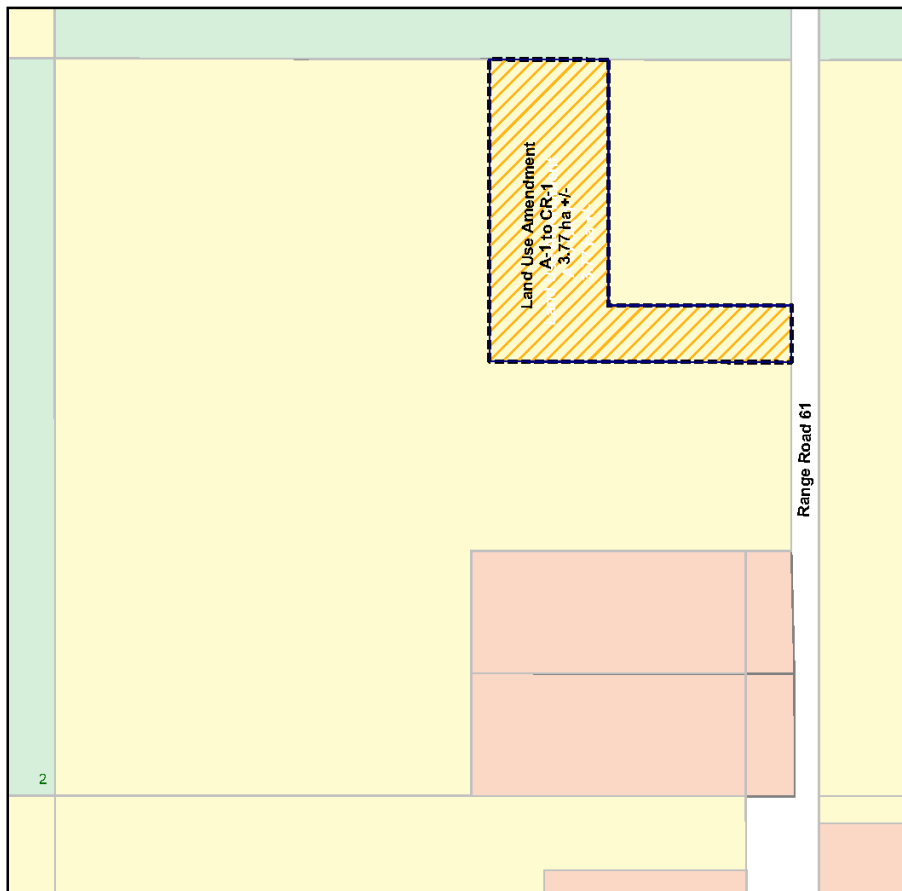 Land Use Amendment
A-1 to CR-1
3.77 ha +/-
Range Road 61
2